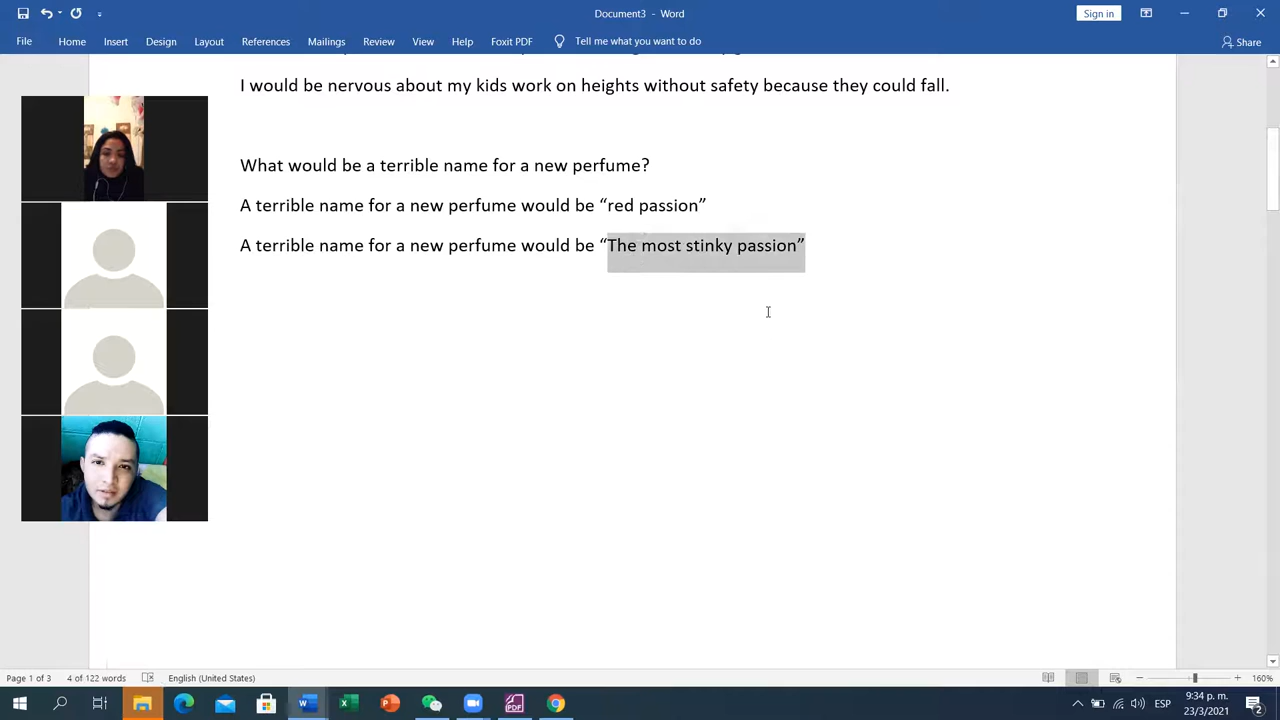 Document3 - Word
Sign in
File Home Insert Design Layout References Mailings Review View Help Foxit PDF Tell me what you want to do Share
I would be nervous about my kids work on heights without safety because they could fall.
What would be a terrible name for a new perfume?
A terrible name for a new perfume would be “red passion”
A terrible name for a new perfume would be “The most stinky passion”
Page 1 of 3 4 of 122 words English (United States) 160%
9:34 p. m.
ESP
23/3/2021
2